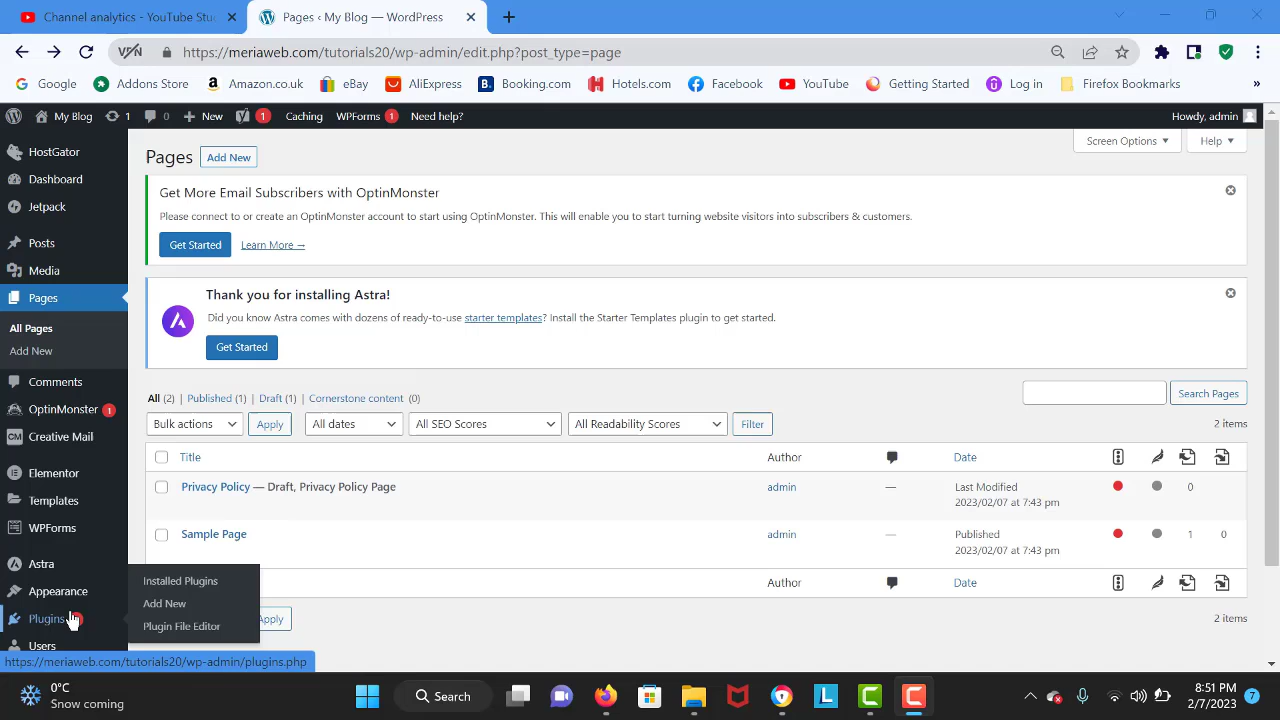 Channel analytics - YouTube Stu
Pages ‹ My Blog — WordPress
VPN
https://meriaweb.com/tutorials20/wp-admin/edit.php?post_type=page
Google
Addons Store
Amazon.co.uk
eBay
AliExpress
Booking.com
Hotels.com
Facebook
YouTube
Getting Started
Log in
Firefox Bookmarks
»
My Blog
2
0
New
1
Caching
WPForms 1
Need help?
Howdy, admin
HostGator
Dashboard
Jetpack
Posts
Media
Pages
All Pages
Add New
Comments
OptinMonster 1
CM Creative Mail
Elementor
Templates
WPForms
Astra
Appearance
Plugins
Users
Installed Plugins
Add New
Plugin File Editor
Pages
Add New
Screen Options
Help
Get More Email Subscribers with OptinMonster
Please connect to or create an OptinMonster account to start using OptinMonster. This will enable you to start turning website visitors into subscribers & customers.
Get Started
Learn More →
Thank you for installing Astra!
Did you know Astra comes with dozens of ready-to-use starter templates? Install the Starter Templates plugin to get started.
Get Started
All (2) | Published (1) | Draft (1) | Cornerstone content (0)
Search Pages
Bulk actions
Apply
All dates
All SEO Scores
All Readability Scores
Filter
2 items
Title
Author
Date
Privacy Policy — Draft, Privacy Policy Page
admin
—
Last Modified
2023/02/07 at 7:43 pm
0
Sample Page
admin
—
Published
2023/02/07 at 7:43 pm
1
0
Author
Date
Apply
2 items
https://meriaweb.com/tutorials20/wp-admin/plugins.php
0°C
Snow coming
Search
8:51 PM
2/7/2023
7